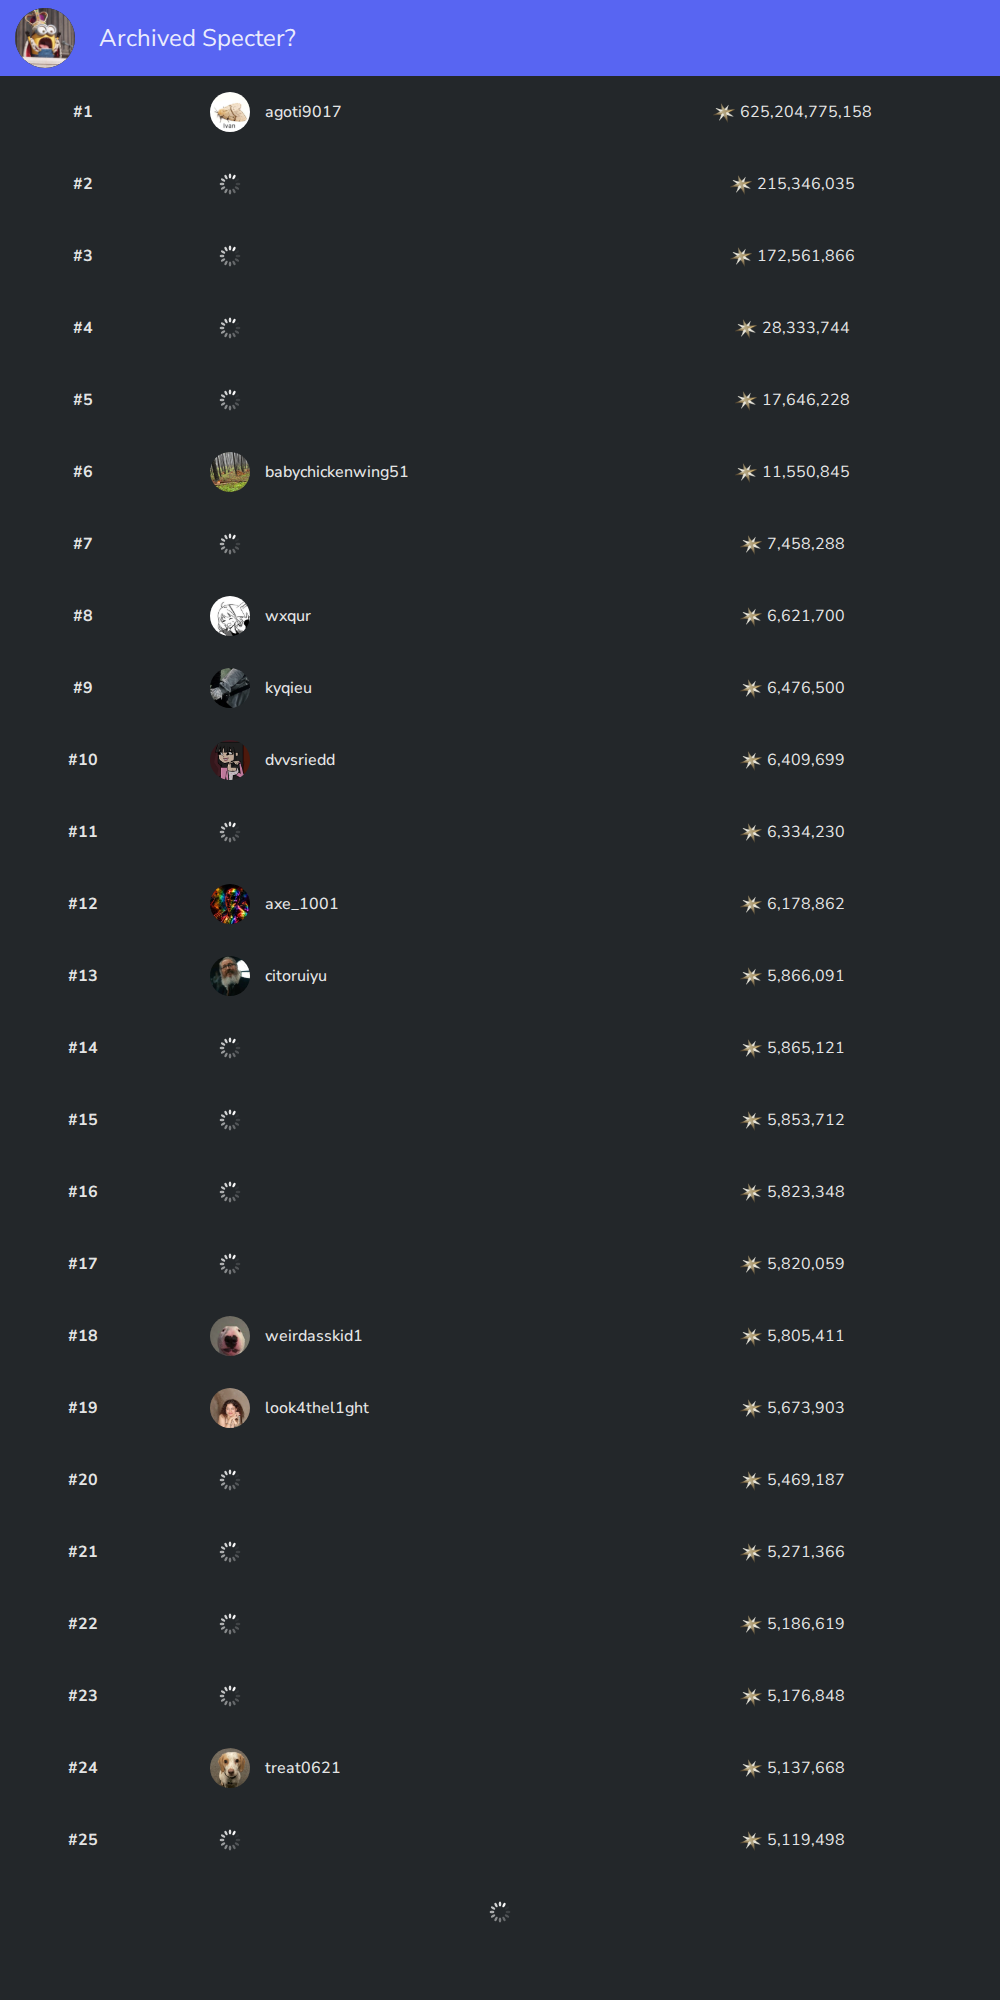 Archived Specter?
#1 agoti9017 625,204,775,158
#2 215,346,035
#3 172,561,866
#4 28,333,744
#5 17,646,228
#6 babychickenwing51 11,550,845
#7 7,458,288
#8 wxqur 6,621,700
#9 kyqieu 6,476,500
#10 dvvsriedd 6,409,699
#11 6,334,230
#12 axe_1001 6,178,862
#13 citoruiyu 5,866,091
#14 5,865,121
#15 5,853,712
#16 5,823,348
#17 5,820,059
#18 weirdasskid1 5,805,411
#19 look4thel1ght 5,673,903
#20 5,469,187
#21 5,271,366
#22 5,186,619
#23 5,176,848
#24 treat0621 5,137,668
#25 5,119,498